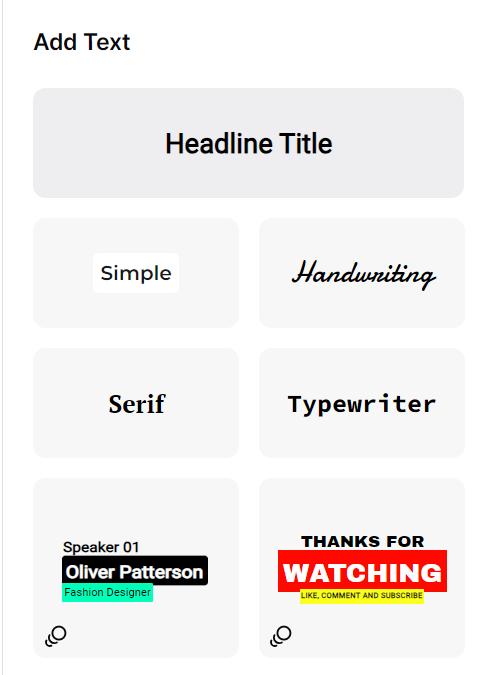 Add Text
Headline Title
Simple
Handwriting
Serif
Typewriter
Speaker 01
Oliver Patterson
Fashion Designer
THANKS FOR
WATCHING
LIKE, COMMENT AND SUBSCRIBE